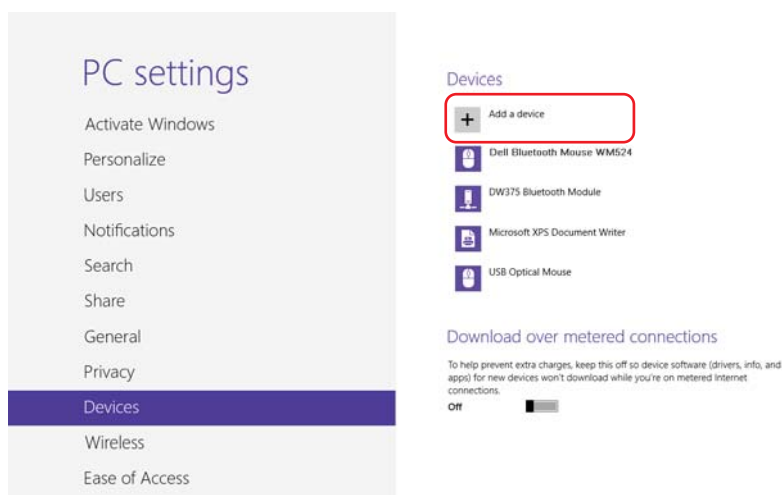 PC settings
Activate Windows
Personalize
Users
Notifications
Search
Share
General
Privacy
Devices
Wireless
Ease of Access
Devices
Add a device
Dell Bluetooth Mouse WM524
DW375 Bluetooth Module
Microsoft XPS Document Writer
USB Optical Mouse
Download over metered connections
To help prevent extra charges, keep this off so device software (drivers, info, and
apps) for new devices won't download while you're on metered Internet
connections.
Off